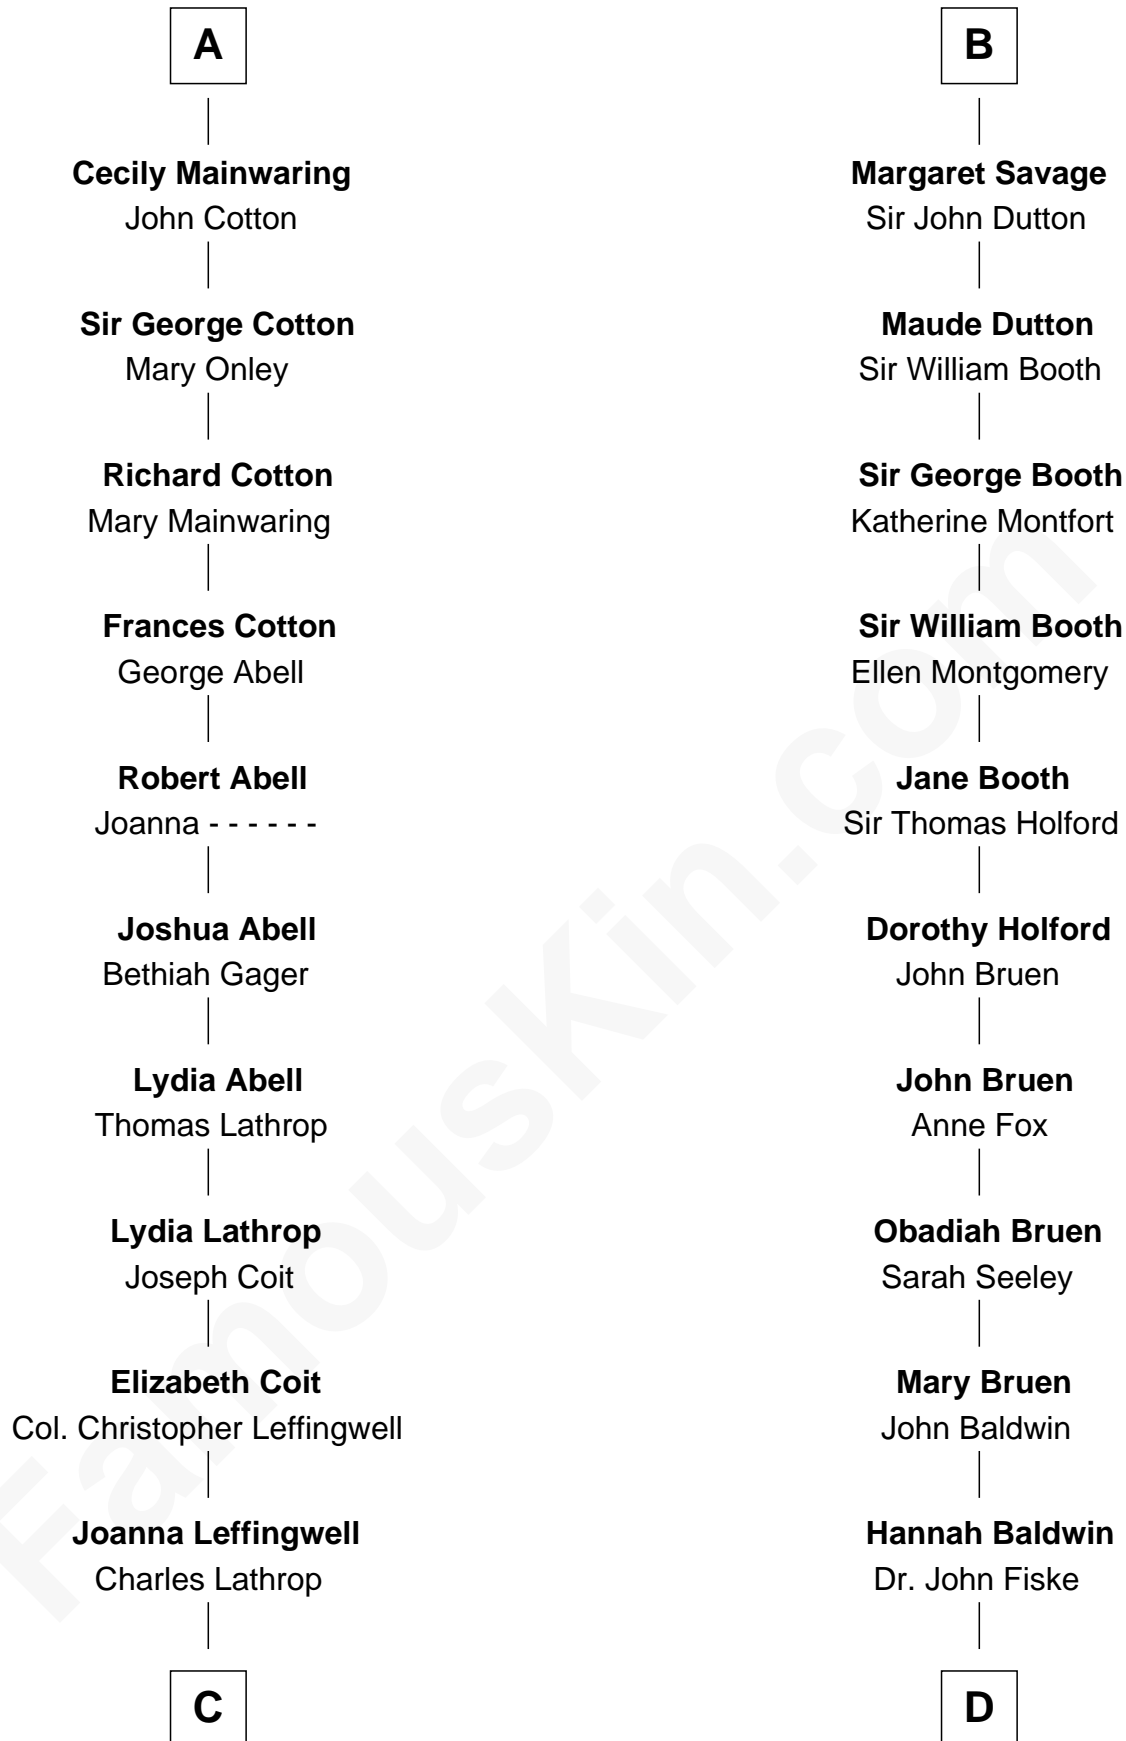 A
Cecily Mainwaring
John Cotton
Sir George Cotton
Mary Onley
Richard Cotton
Mary Mainwaring
Frances Cotton
George Abell
Robert Abell
Joanna - - - - - -
Joshua Abell
Bethiah Gager
Lydia Abell
Thomas Lathrop
Lydia Lathrop
Joseph Coit
Elizabeth Coit
Col. Christopher Leffingwell
Joanna Leffingwell
Charles Lathrop
C
B
Margaret Savage
Sir John Dutton
Maude Dutton
Sir William Booth
Sir George Booth
Katherine Montfort
Sir William Booth
Ellen Montgomery
Jane Booth
Sir Thomas Holford
Dorothy Holford
John Bruen
John Bruen
Anne Fox
Obadiah Bruen
Sarah Seeley
Mary Bruen
John Baldwin
Hannah Baldwin
Dr. John Fiske
D
FamousKin.com